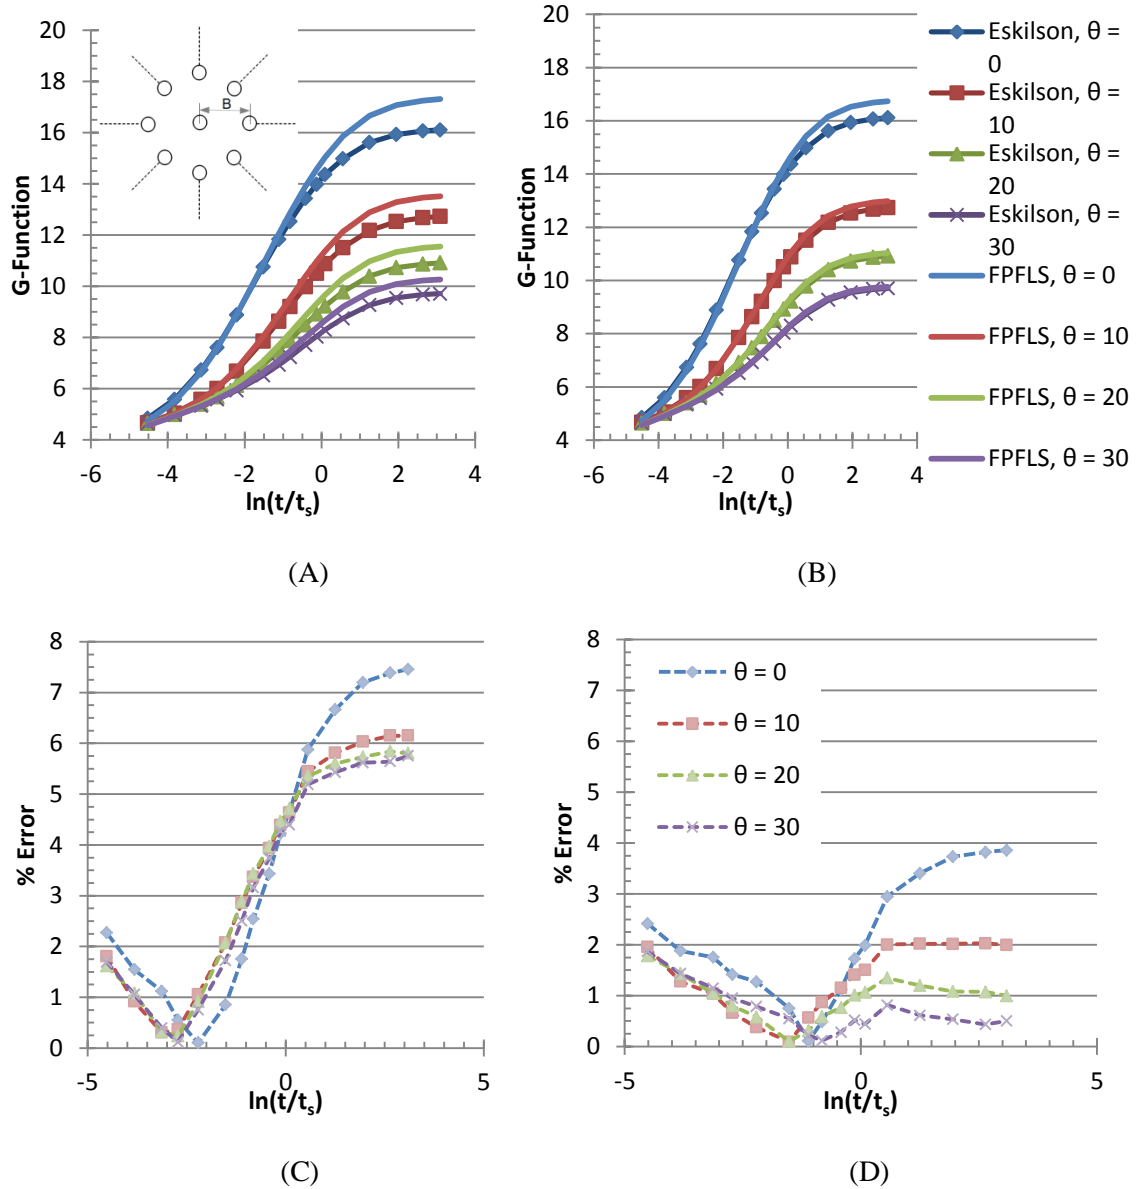 20
18
16
14
12
10
8
6
4
G-Function
B
-6
-4
-2
0
2
4
ln(t/ts)
(A)
20
18
16
14
12
10
8
6
4
G-Function
-6
-4
-2
0
2
4
ln(t/ts)
(B)
Eskilson, θ =
0
Eskilson, θ =
10
Eskilson, θ =
20
Eskilson, θ =
30
FPFLS, θ = 0
FPFLS, θ = 10
FPFLS, θ = 20
FPFLS, θ = 30
8
7
6
5
4
3
2
1
0
% Error
-5
0
5
ln(t/ts)
(C)
8
7
6
5
4
3
2
1
0
% Error
θ = 0
θ = 10
θ = 20
θ = 30
-5
0
5
ln(t/ts)
(D)